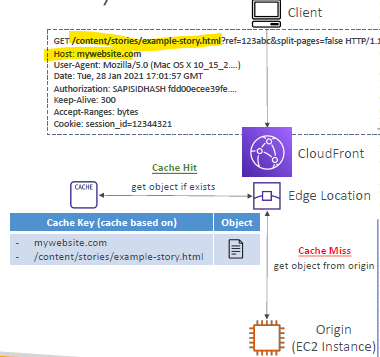 Client
GET /content/stories/example-story.html?ref=123abc&split-pages=false HTTP/1.1
Host: mywebsite.com
User-Agent: Mozilla/5.0 (Mac OS X 10_15_2....)
Date: Tue, 28 Jan 2021 17:01:57 GMT
Authorization: SAPISIDHASH fdd00ecee39fe....
Keep-Alive: 300
Accept-Ranges: bytes
Cookie: session_id=12344321
CloudFront
Cache Hit
CACHE
get object if exists
Edge Location
Cache Key (cache based on) Object
- mywebsite.com
- /content/stories/example-story.html
Cache Miss
get object from origin
Origin
(EC2 Instance)